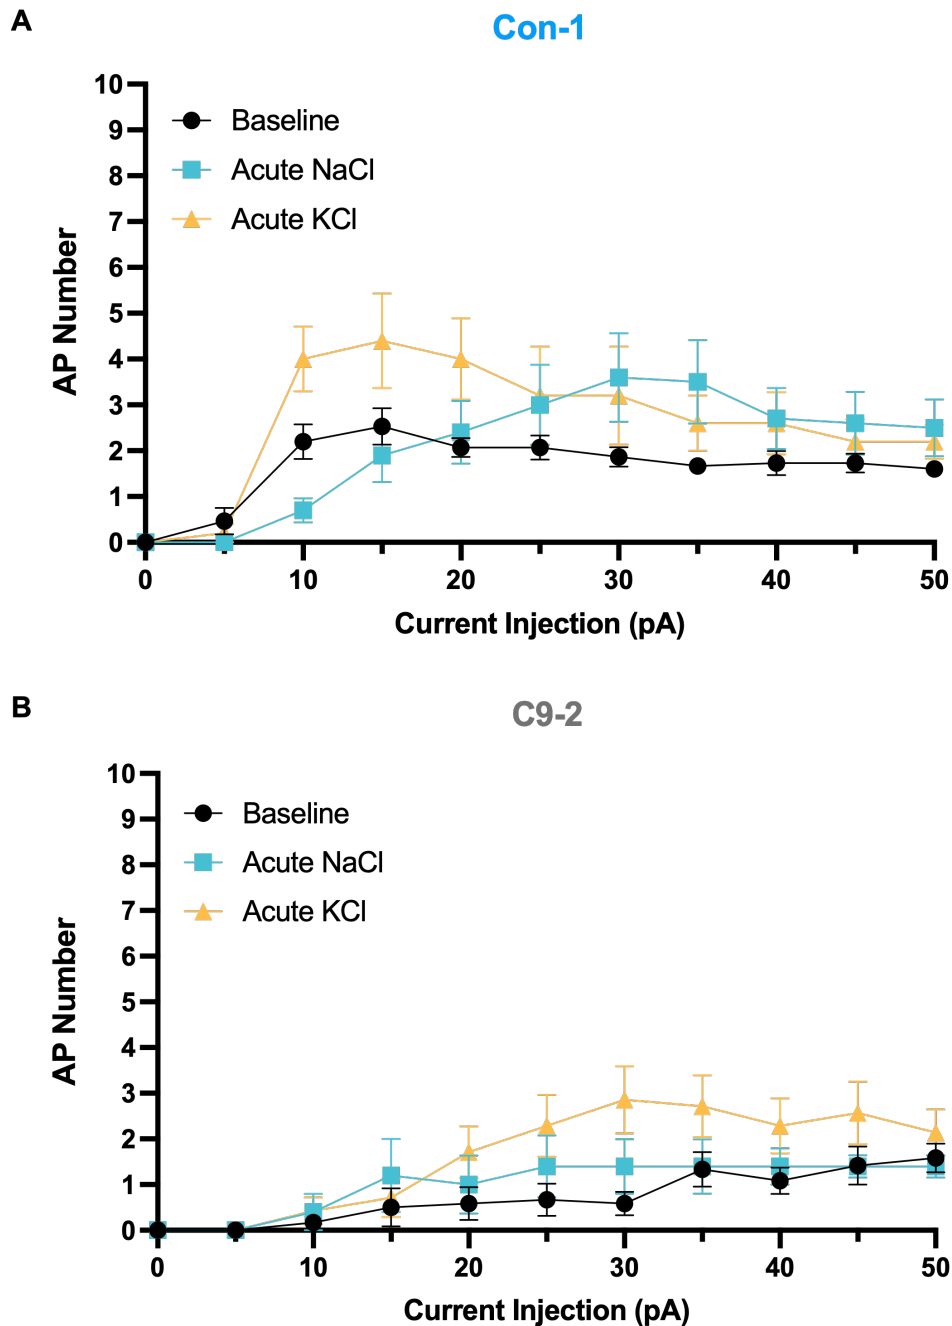 A
Con-1
10
9
8
7
6
5
4
3
2
1
0
AP Number
Baseline
Acute NaCl
Acute KCl
0 10 20 30 40 50
Current Injection (pA)
B
C9-2
10
9
8
7
6
5
4
3
2
1
0
AP Number
Baseline
Acute NaCl
Acute KCl
0 10 20 30 40 50
Current Injection (pA)